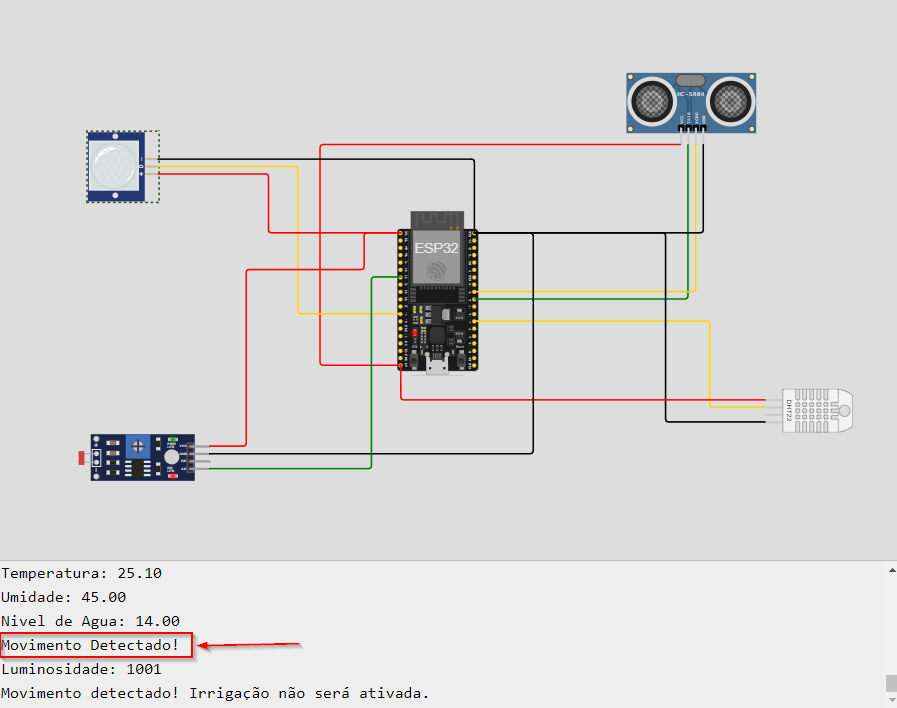 HC-SR04
ESP32
DHT22
Temperatura: 25.10
Umidade: 45.00
Nivel de Agua: 14.00
Movimento Detectado!
Luminosidade: 1001
Movimento detectado! Irrigação não será ativada.